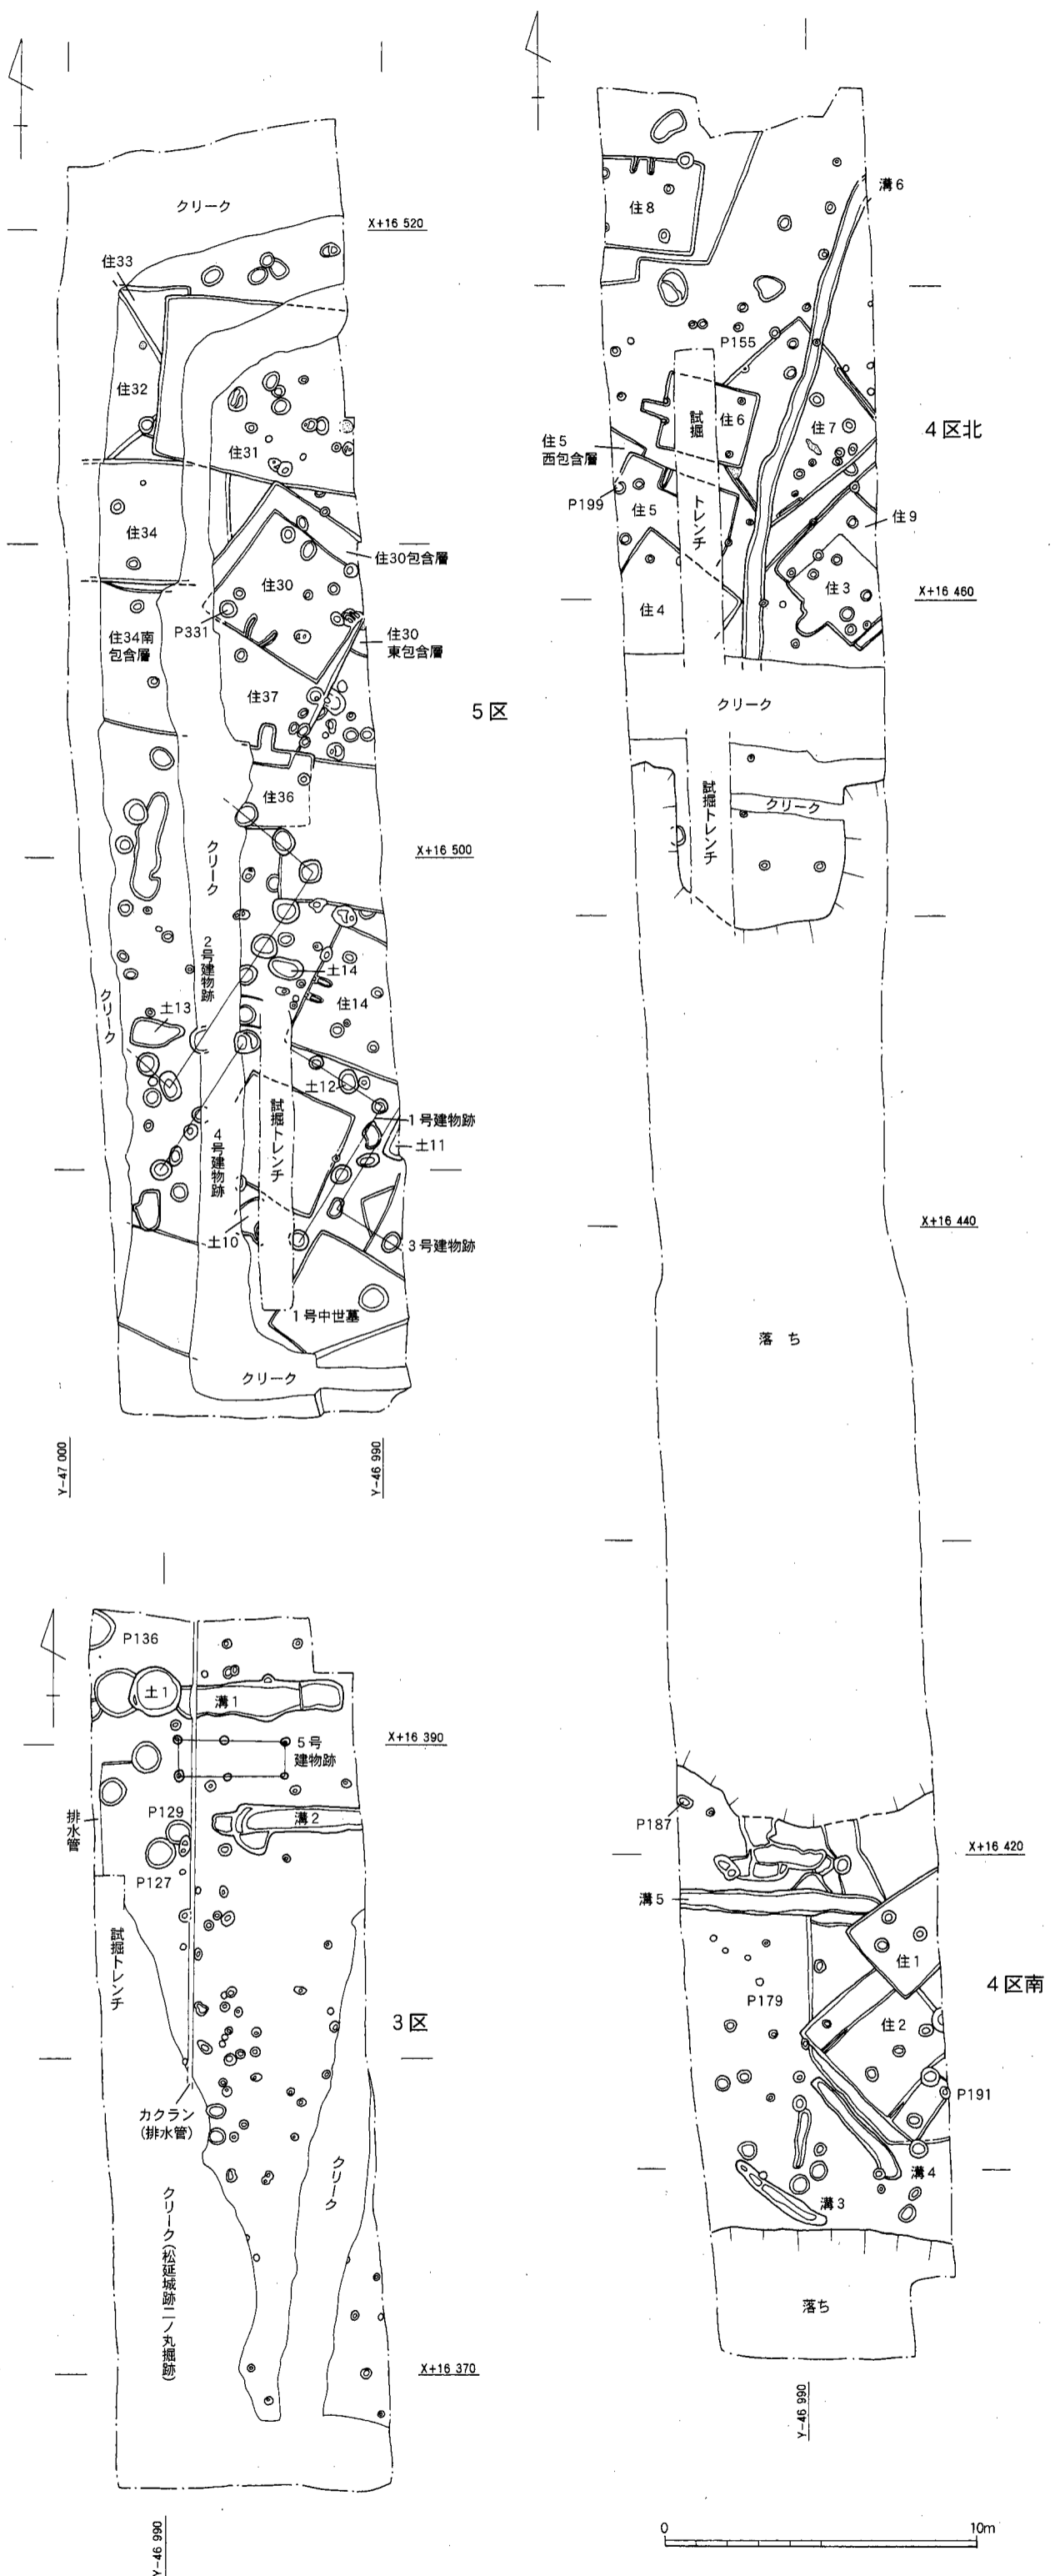 クリーク
X+16 520
住33
住32
住31
住34
住30包含層
住30
P331
住34南
包含層
住30
東包含層
住37
5区
住36
X+16 500
クリーク
2号建物跡
クリーク
土14
土13
住14
土12
試掘トレンチ
1号建物跡
土11
4号建物跡
土10
3号建物跡
1号中世墓
クリーク
Y-47 000
Y-46 990
溝6
住8
P155
試掘
住6
住7
4区北
住5
西包含層
P199
住5
トレンチ
住9
住3
住4
X+16 460
クリーク
試掘トレンチ
クリーク
X+16 440
落ち
P187
X+16 420
溝5
住1
P179
住2
4区南
P191
溝4
溝3
落ち
Y-46 990
P136
土1
溝1
5号
建物跡
X+16 390
排水管
P129
溝2
P127
試掘トレンチ
3区
カクラン
(排水管)
クリーク
クリーク(松延城跡二ノ丸掘跡)
X+16 370
Y-46 990
0
10m